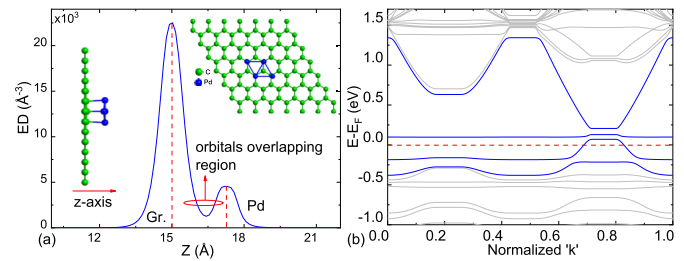 x10³
20
15
10
5
0
ED (Å⁻³)
C
Pd
z-axis
orbitals overlapping
region
Gr.
Pd
(a)
12
15
18
21
Z (Å)
1.5
1.0
0.5
0.0
-0.5
-1.0
E-E_F (eV)
(b)
0.0
0.2
0.4
0.6
0.8
1.0
Normalized 'k'